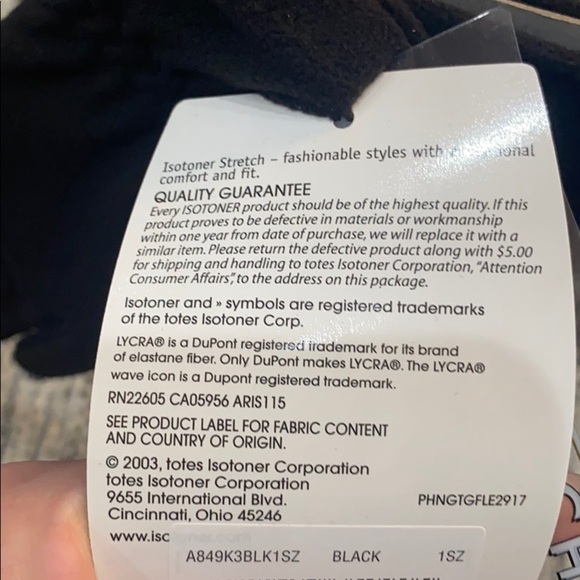 Isotoner Stretch – fashionable styles with
comfort and fit.
QUALITY GUARANTEE
Every ISOTONER product should be of the highest quality. If this
product proves to be defective in materials or workmanship
within one year from date of purchase, we will replace it with a
similar item. Please return the defective product along with $5.00
for shipping and handling to totes Isotoner Corporation, "Attention
Consumer Affairs", to the address on this package.
Isotoner and » symbols are registered trademarks
of the totes Isotoner Corp.
LYCRA® is a DuPont registered trademark for its brand
of elastane fiber. Only DuPont makes LYCRA®. The LYCRA®
wave icon is a Dupont registered trademark.
RN22605 CA05956 ARIS115
SEE PRODUCT LABEL FOR FABRIC CONTENT
AND COUNTRY OF ORIGIN.
© 2003, totes Isotoner Corporation
totes Isotoner Corporation
9655 International Blvd.
Cincinnati, Ohio 45246
PHNGTGFLE2917
www.isotoner.com
A849K3BLK1SZ BLACK 1SZ